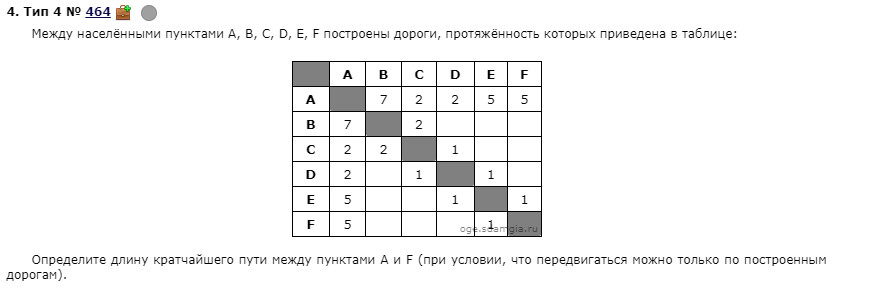 4. Тип 4 № 464
Между населёнными пунктами A, B, C, D, E, F построены дороги, протяжённость которых приведена в таблице:
A B C D E F
A 7 2 2 5 5
B 7 2
C 2 2 1
D 2 1 1
E 5 1 1
F 5 1
oge.sdamgia.ru
Определите длину кратчайшего пути между пунктами A и F (при условии, что передвигаться можно только по построенным
дорогам).